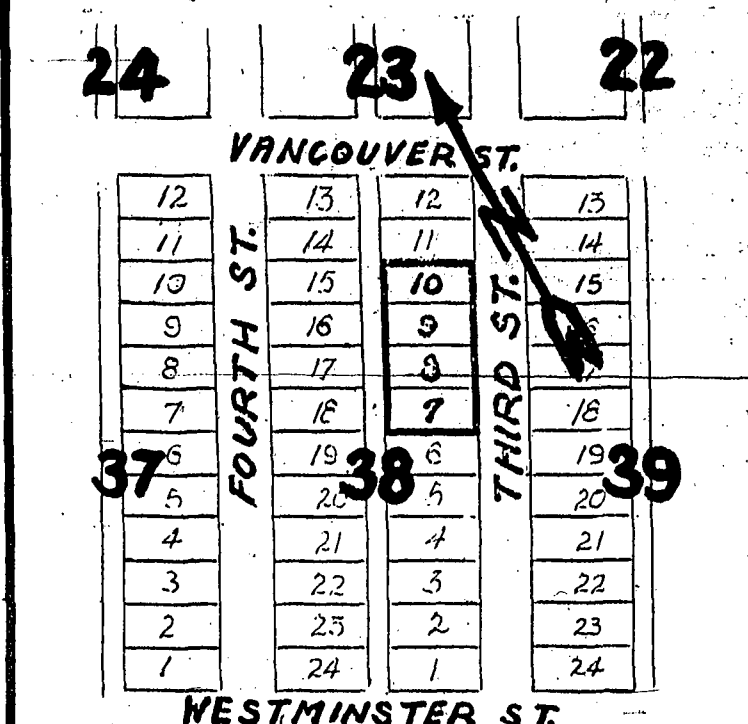 24 23 22
VANCOUVER ST.
12 13 12 13
11 14 11 14
10 15 10 15
9 16 9
8 17 8
7 18 7 18
6 19 6 19
5 20 5 20
4 21 4 21
3 22 3 22
2 23 2 23
1 24 1 24
37 38 39
FOURTH ST.
THIRD ST.
N
WESTMINSTER ST.